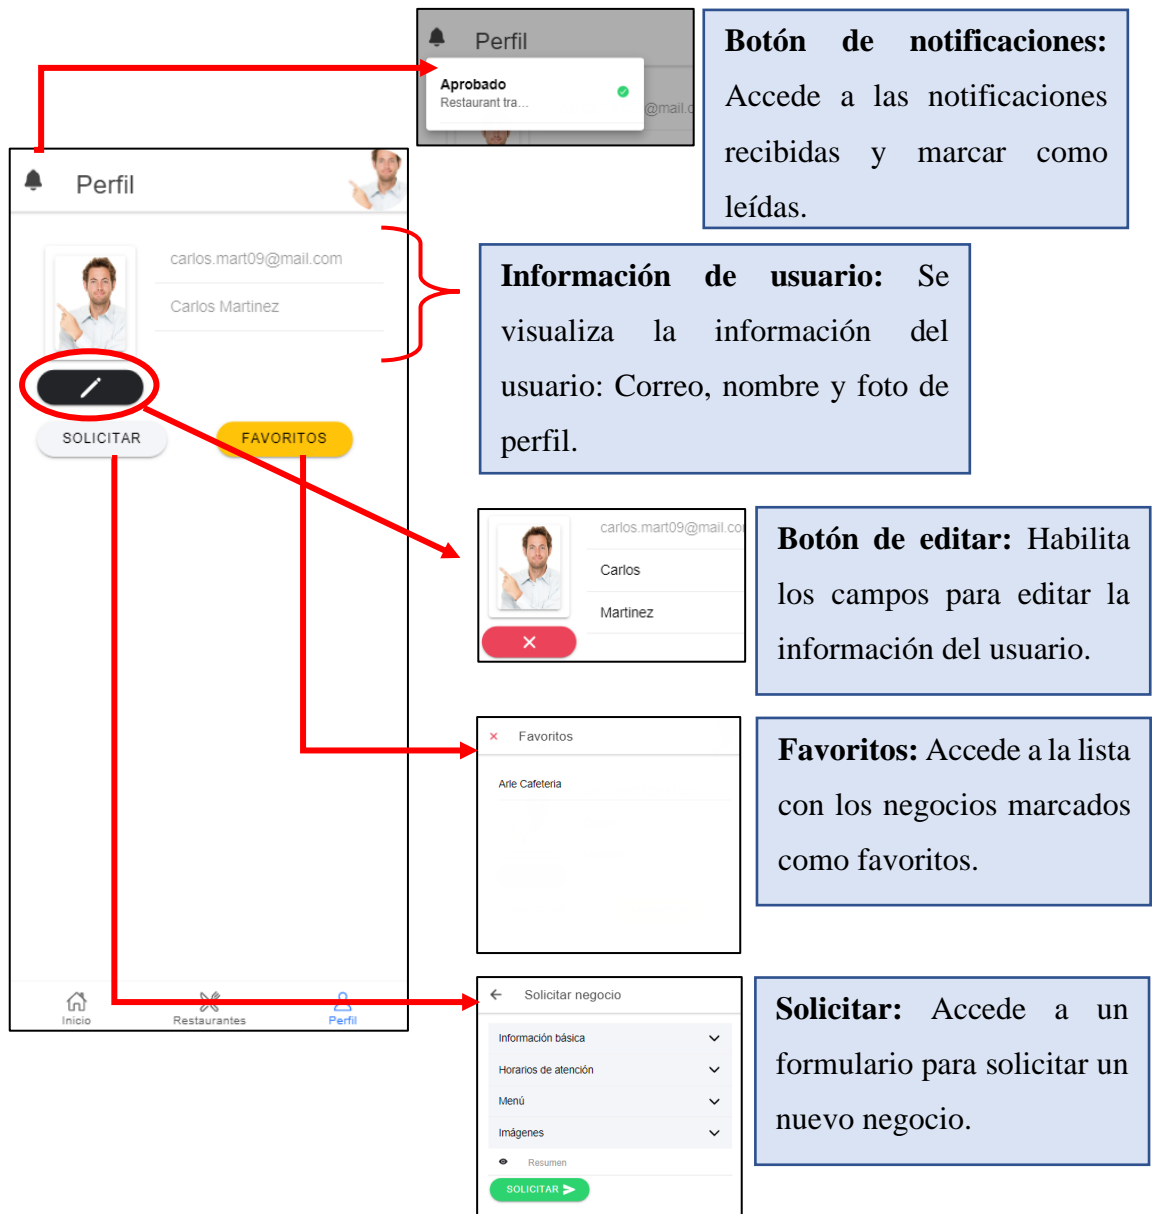 Perfil
Aprobado
Restaurant tra...
@mail.c
Botón de notificaciones:
Accede a las notificaciones
recibidas y marcar como
leídas.
Perfil
carlos.mart09@mail.com
Carlos Martinez
SOLICITAR
FAVORITOS
Inicio
Restaurantes
Perfil
Información de usuario: Se
visualiza la información del
usuario: Correo, nombre y foto de
perfil.
carlos.mart09@mail.co
Carlos
Martinez
Botón de editar: Habilita
los campos para editar la
información del usuario.
Favoritos
Arle Cafeteria
Favoritos: Accede a la lista
con los negocios marcados
como favoritos.
Solicitar negocio
Información básica
Horarios de atención
Menú
Imágenes
Resumen
SOLICITAR
Solicitar: Accede a un
formulario para solicitar un
nuevo negocio.